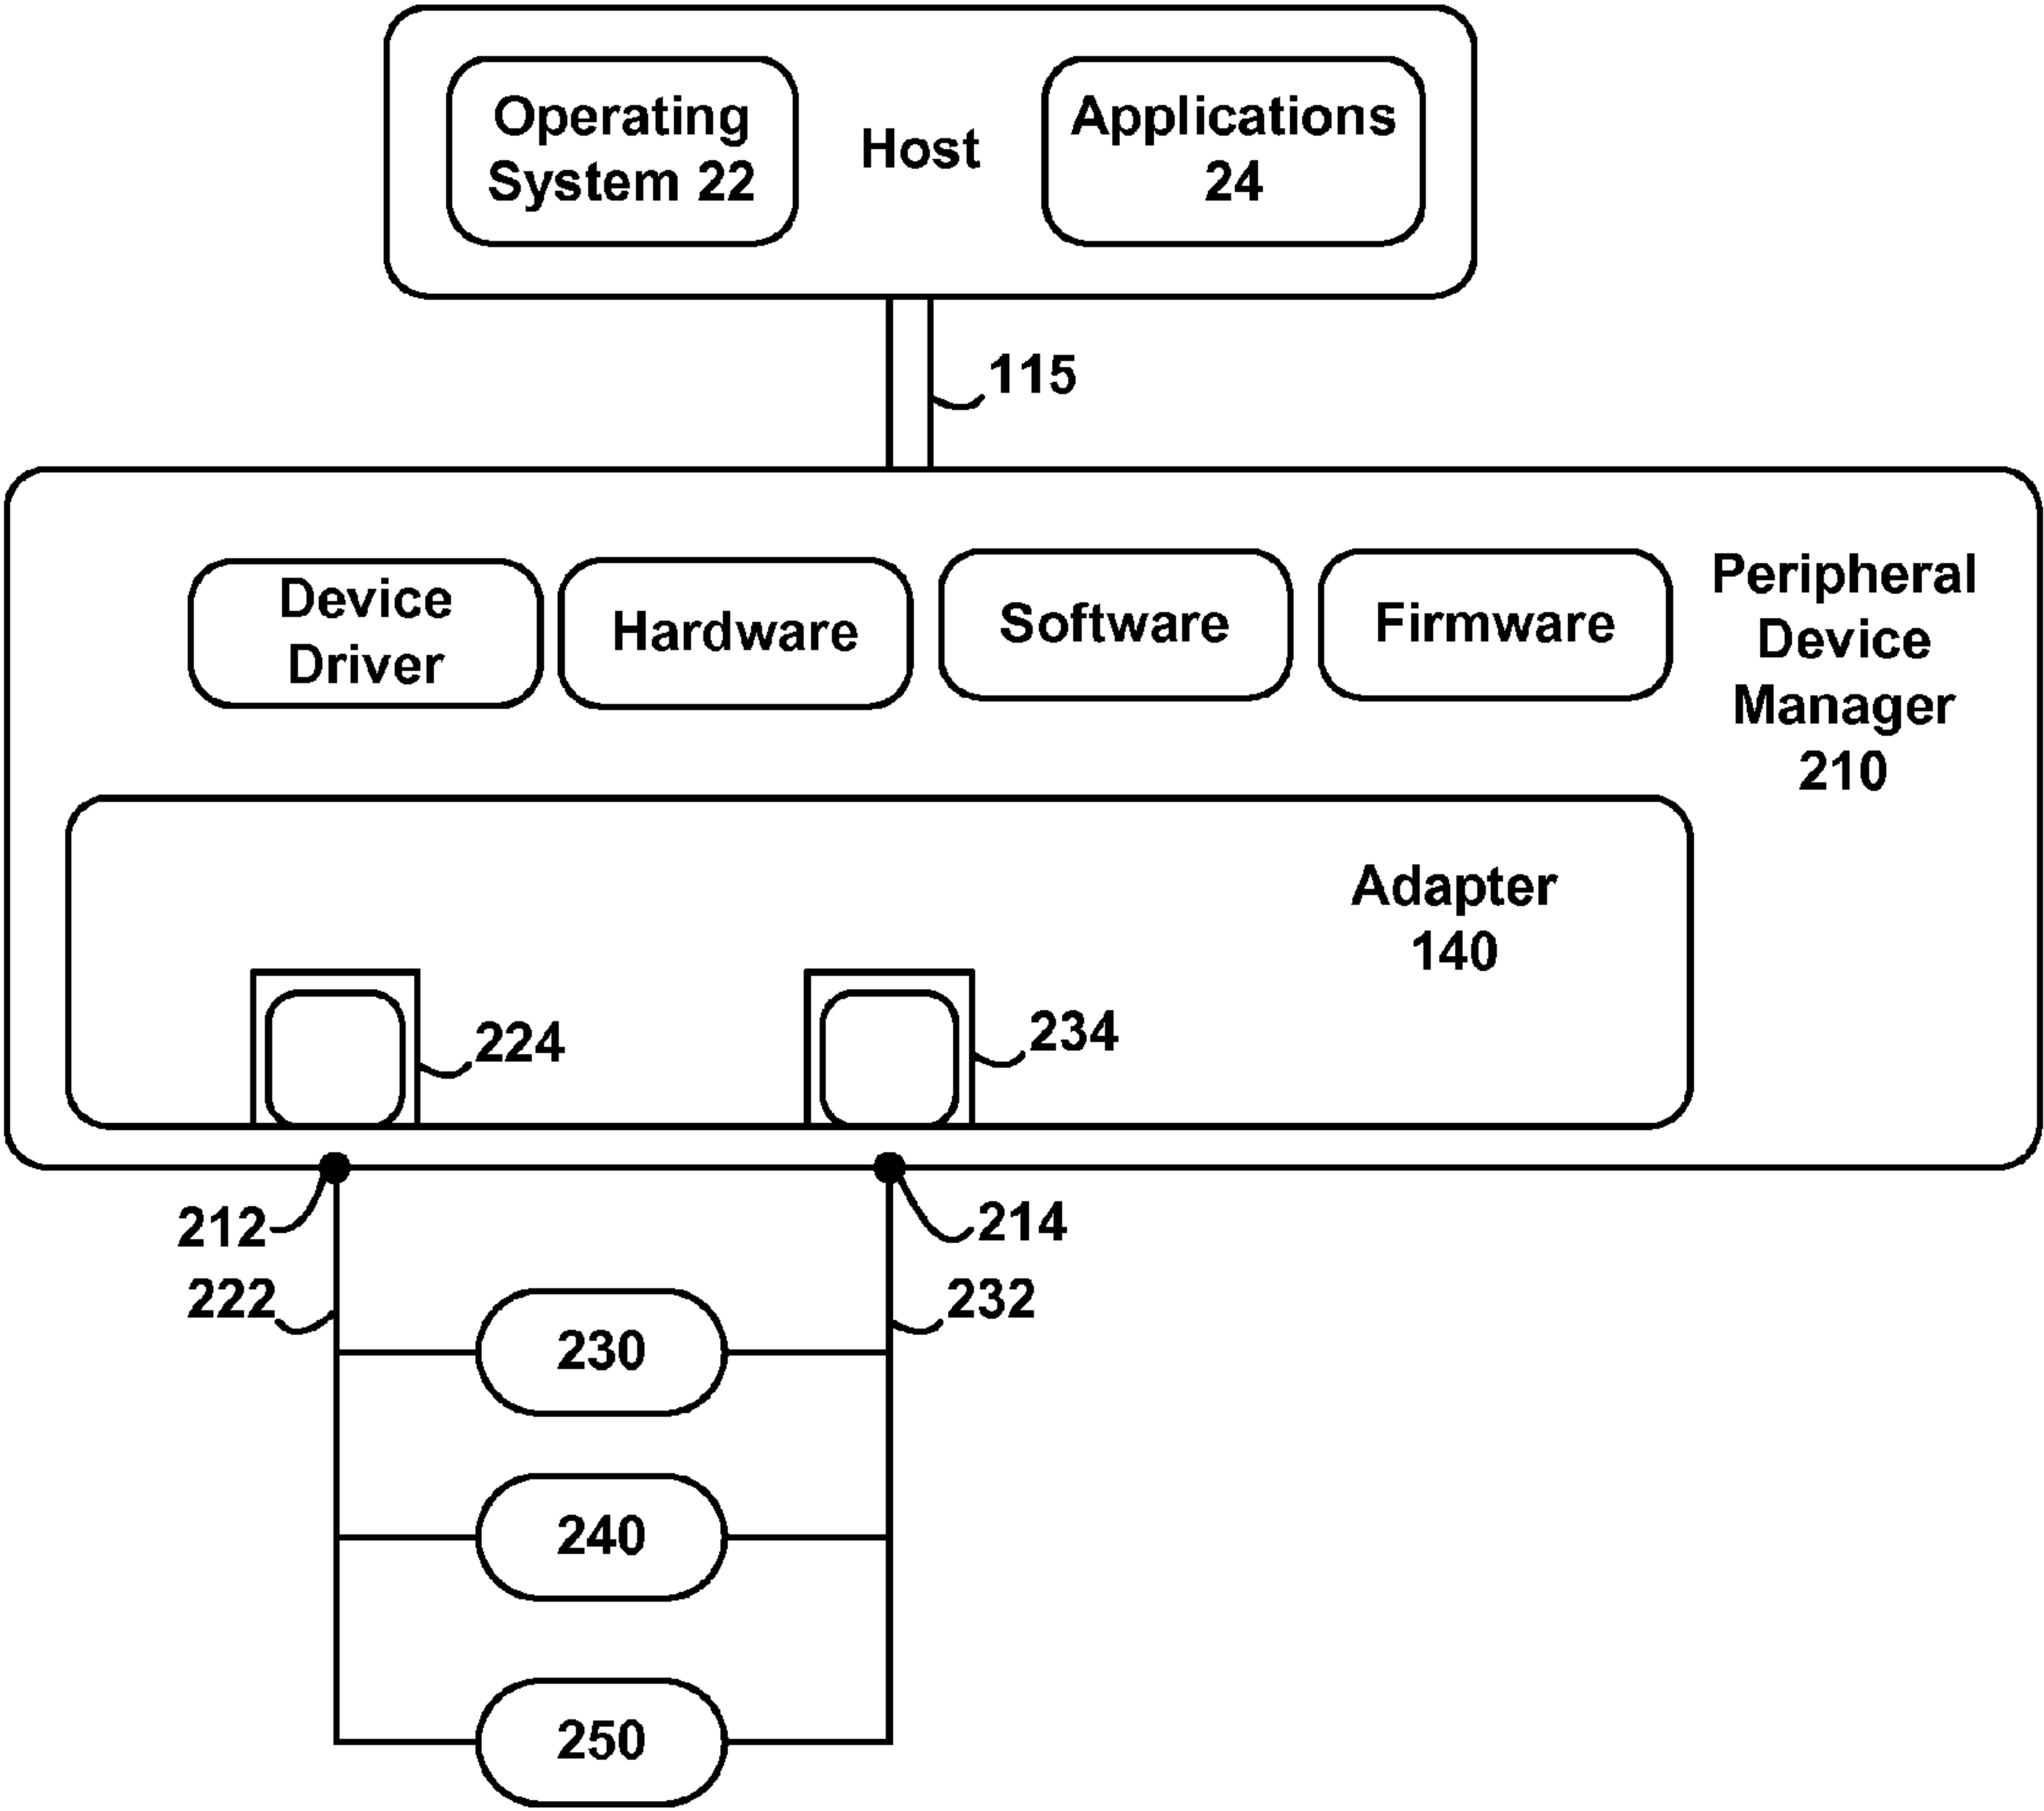 Operating
System 22
Host
Applications
24
115
Device
Driver
Hardware
Software
Firmware
Peripheral
Device
Manager
210
Adapter
140
224
234
212
214
222
232
230
240
250